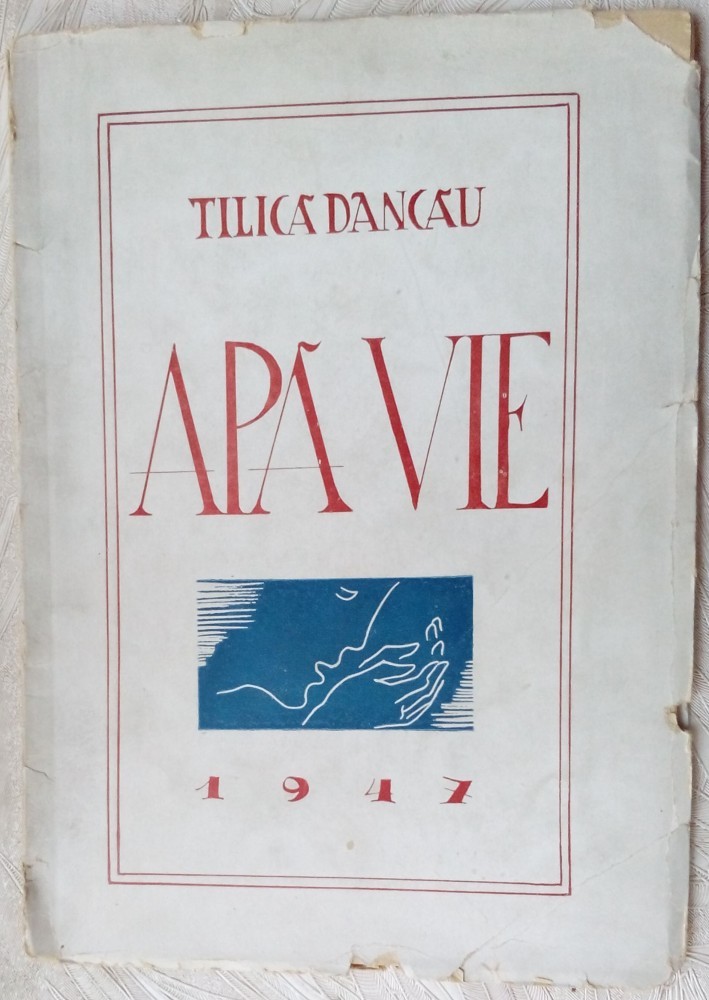 TILICĂ DANCĂU
APĂ VIE
1947